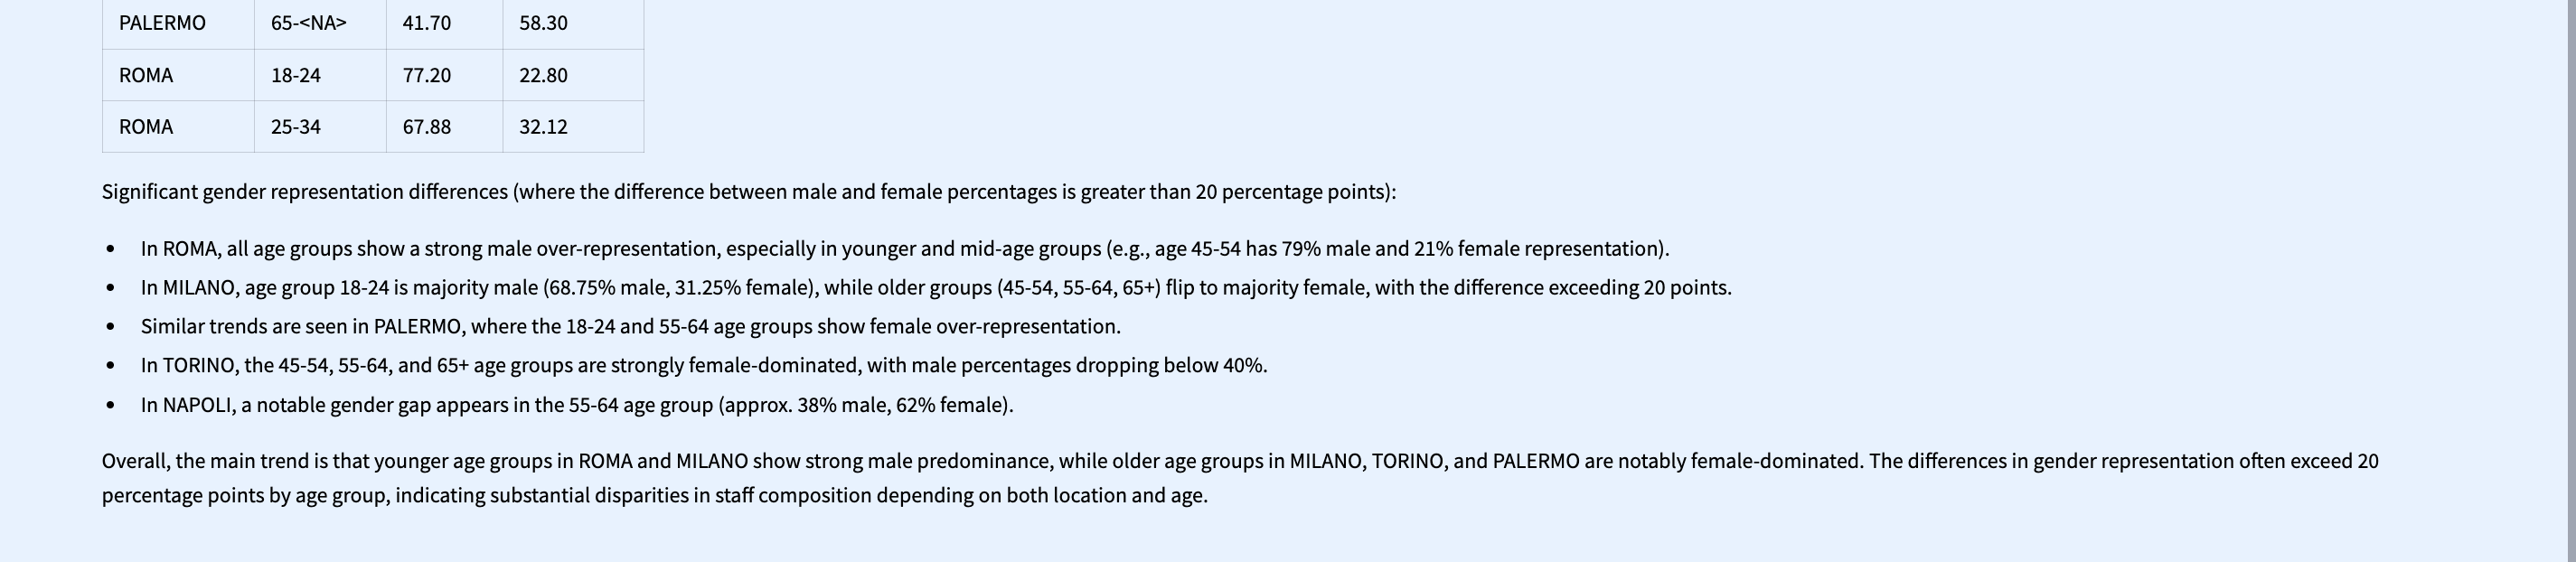 PALERMO 65-<NA> 41.70 58.30
ROMA 18-24 77.20 22.80
ROMA 25-34 67.88 32.12
Significant gender representation differences (where the difference between male and female percentages is greater than 20 percentage points):
• In ROMA, all age groups show a strong male over-representation, especially in younger and mid-age groups (e.g., age 45-54 has 79% male and 21% female representation).
• In MILANO, age group 18-24 is majority male (68.75% male, 31.25% female), while older groups (45-54, 55-64, 65+) flip to majority female, with the difference exceeding 20 points.
• Similar trends are seen in PALERMO, where the 18-24 and 55-64 age groups show female over-representation.
• In TORINO, the 45-54, 55-64, and 65+ age groups are strongly female-dominated, with male percentages dropping below 40%.
• In NAPOLI, a notable gender gap appears in the 55-64 age group (approx. 38% male, 62% female).
Overall, the main trend is that younger age groups in ROMA and MILANO show strong male predominance, while older age groups in MILANO, TORINO, and PALERMO are notably female-dominated. The differences in gender representation often exceed 20
percentage points by age group, indicating substantial disparities in staff composition depending on both location and age.